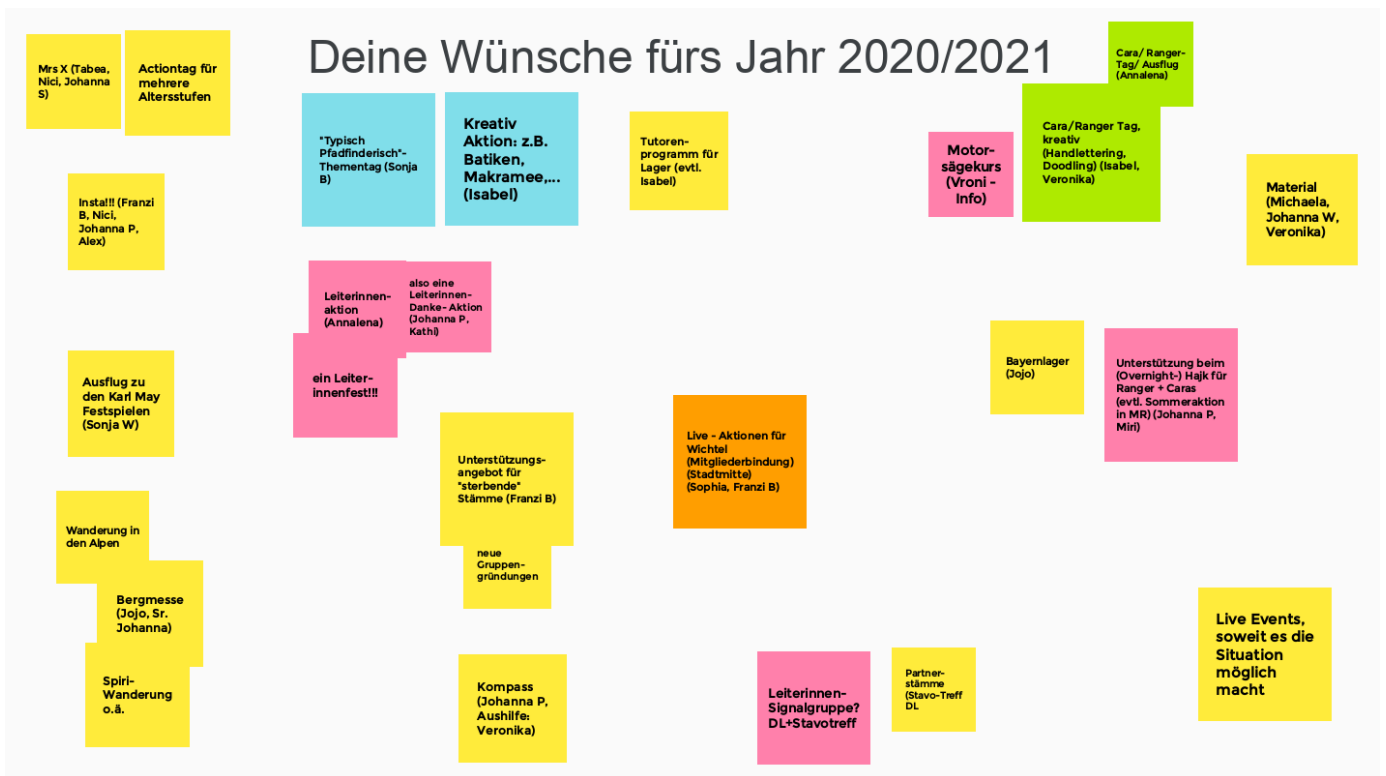 Deine Wünsche fürs Jahr 2020/2021
Mrs X (Tabea,
Nici, Johanna
S)
Actiontag für
mehrere
Altersstufen
"Typisch
Pfadfinderisch"-
Thementag (Sonja
B)
Kreativ
Aktion: z.B.
Batiken,
Makramee,...
(Isabel)
Tutoren-
programm für
Lager (evtl.
Isabel)
Motor-
sägekurs
(Vroni -
Info)
Cara/ Ranger-
Tag/ Ausflug
(Annalena)
Cara/Ranger Tag,
kreativ
(Handlettering,
Doodling) (Isabel,
Veronika)
Material
(Michaela,
Johanna W,
Veronika)
Insta!!! (Franzi
B, Nici,
Johanna P,
Alex)
Leiterinnen-
aktion
(Annalena)
also eine
Leiterinnen-
Danke- Aktion
(Johanna P,
Kathi)
ein Leiter-
innenfest!!!
Bayernlager
(Jojo)
Unterstützung beim
(Overnight-) Hajk für
Ranger + Caras
(evtl. Sommeraktion
in MR) (Johanna P,
Miri)
Ausflug zu
den Karl May
Festspielen
(Sonja W)
Unterstützungs-
angebot für
"sterbende"
Stämme (Franzi B)
neue
Gruppen-
gründungen
Live - Aktionen für
Wichtel
(Mitgliederbindung)
(Stadtmitte)
(Sophia, Franzi B)
Wanderung in
den Alpen
Bergmesse
(Jojo, Sr.
Johanna)
Spiri-
Wanderung
o.ä.
Kompass
(Johanna P,
Aushilfe:
Veronika)
Leiterinnen-
Signalgruppe?
DL+Stavotreff
Partner-
stämme
(Stavo-Treff
DL
Live Events,
soweit es die
Situation
möglich
macht